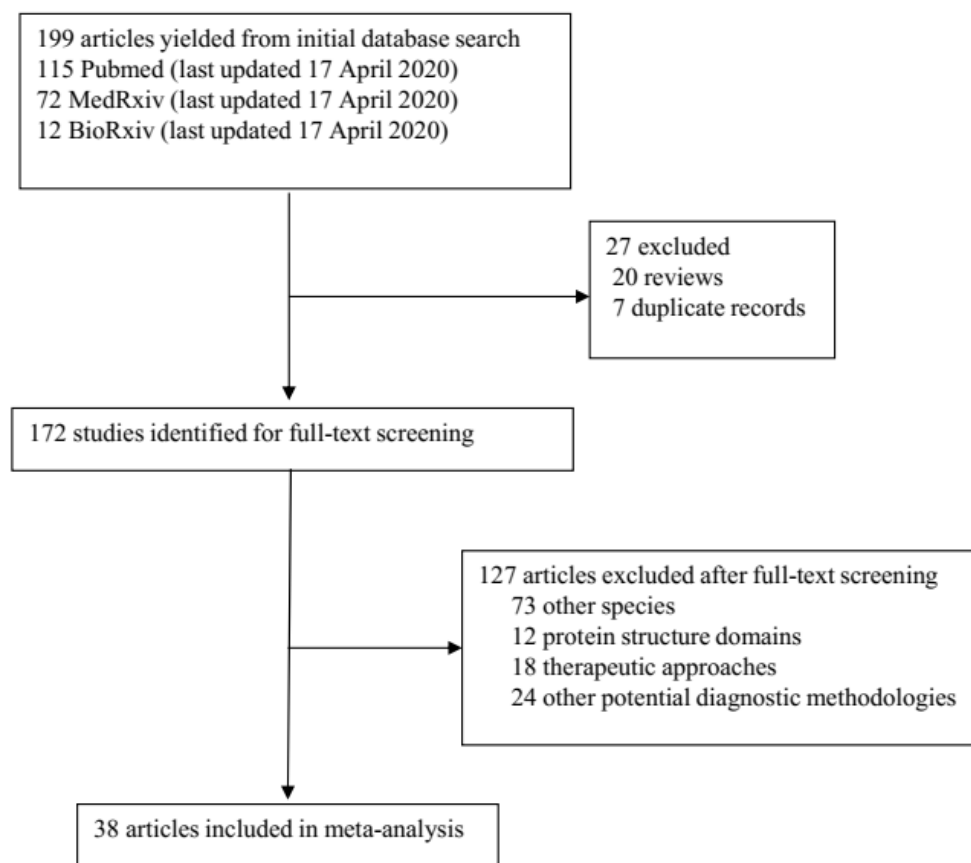 199 articles yielded from initial database search
115 Pubmed (last updated 17 April 2020)
72 MedRxiv (last updated 17 April 2020)
12 BioRxiv (last updated 17 April 2020)
27 excluded
20 reviews
7 duplicate records
172 studies identified for full-text screening
127 articles excluded after full-text screening
73 other species
12 protein structure domains
18 therapeutic approaches
24 other potential diagnostic methodologies
38 articles included in meta-analysis